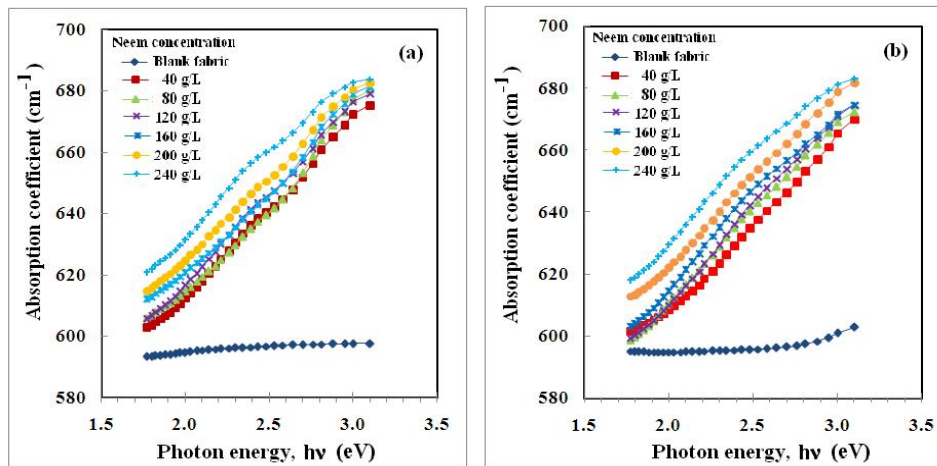 700
(a)
Neem concentration
Blank fabric
40 g/L
80 g/L
120 g/L
160 g/L
200 g/L
240 g/L
680
660
640
620
600
580
1.5
2.0
2.5
3.0
3.5
Absorption coefficient (cm⁻¹)
Photon energy, hν (eV)
700
(b)
Neem concentration
Blank fabric
40 g/L
80 g/L
120 g/L
160 g/L
200 g/L
240 g/L
680
660
640
620
600
580
1.5
2.0
2.5
3.0
3.5
Absorption coefficient (cm⁻¹)
Photon energy, hν (eV)